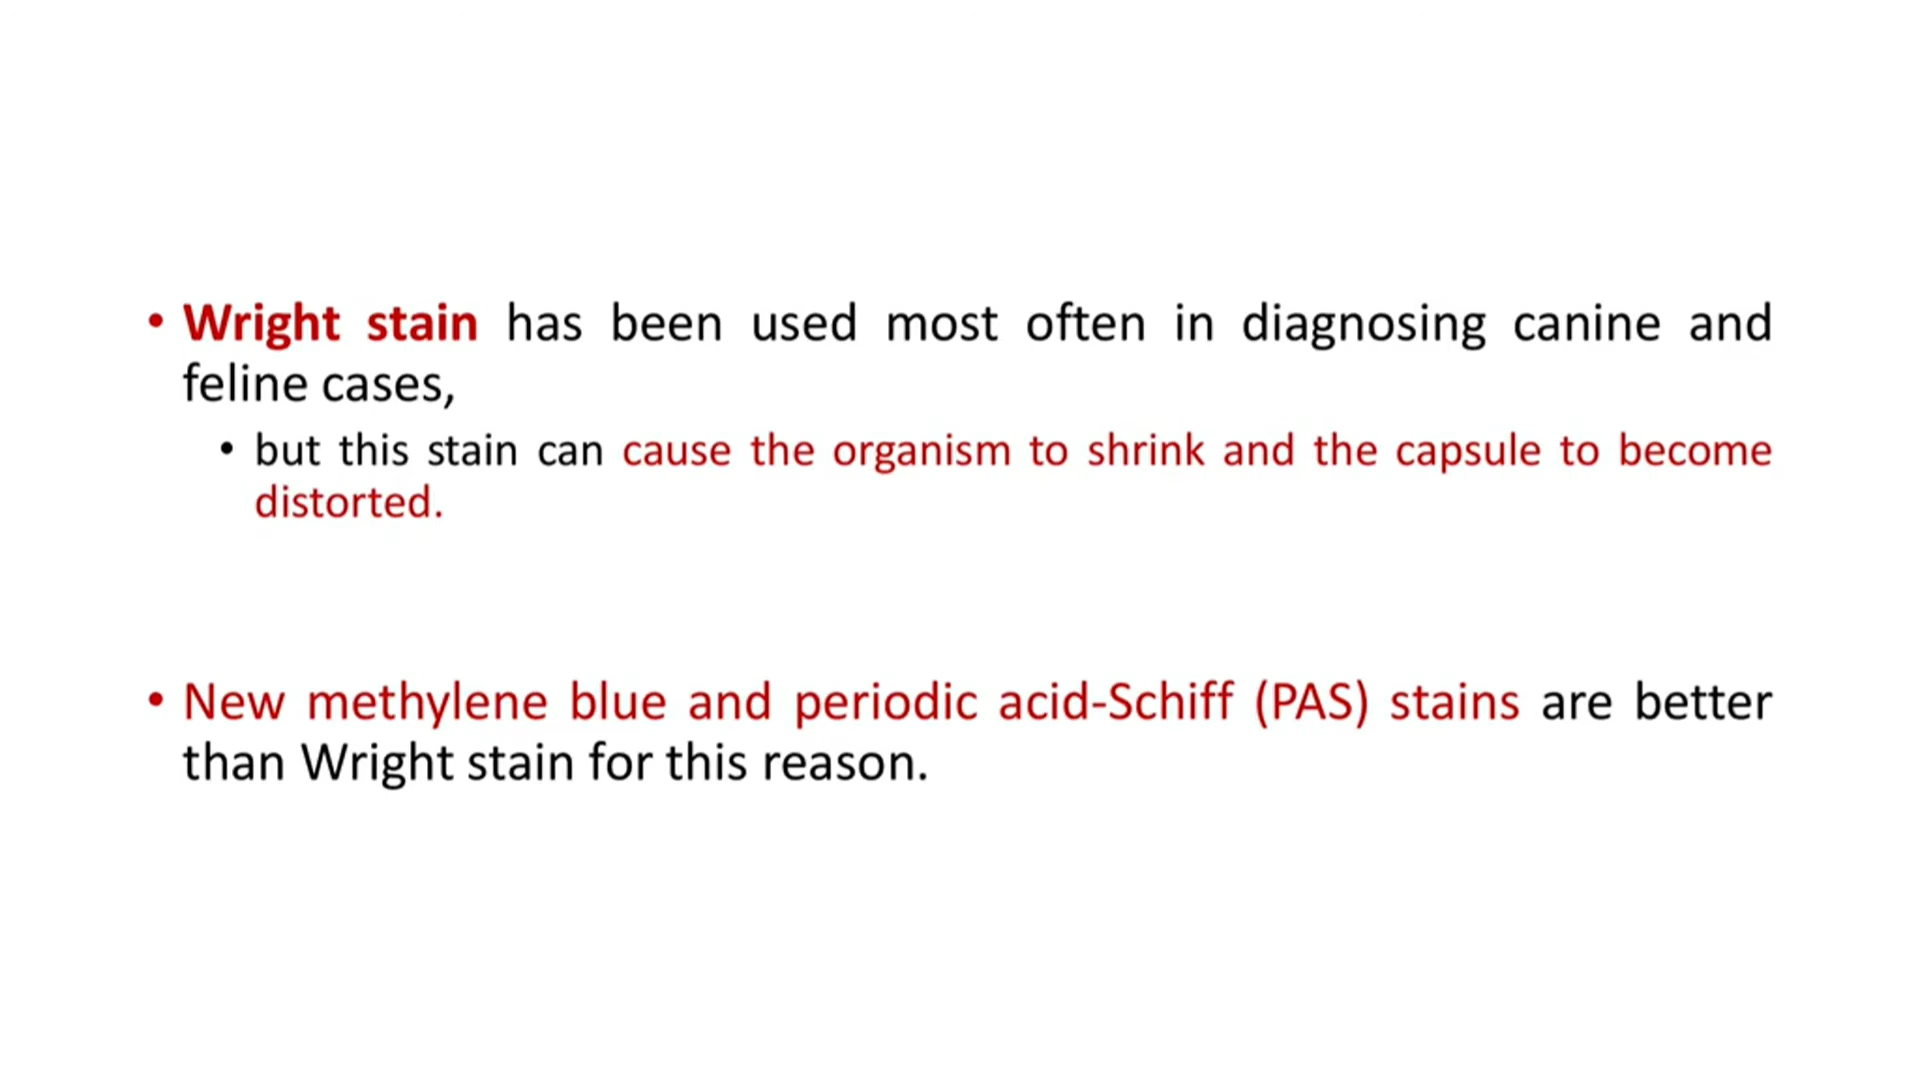 • Wright stain has been used most often in diagnosing canine and
feline cases,
• but this stain can cause the organism to shrink and the capsule to become
distorted.
• New methylene blue and periodic acid-Schiff (PAS) stains are better
than Wright stain for this reason.